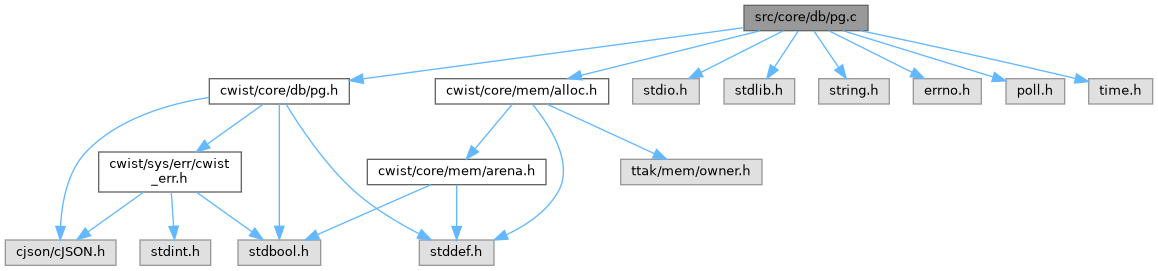 src/core/db/pg.c
cwist/core/db/pg.h
cwist/core/mem/alloc.h
stdio.h
stdlib.h
string.h
errno.h
poll.h
time.h
cwist/sys/err/cwist
_err.h
cwist/core/mem/arena.h
ttak/mem/owner.h
cjson/cJSON.h
stdint.h
stdbool.h
stddef.h